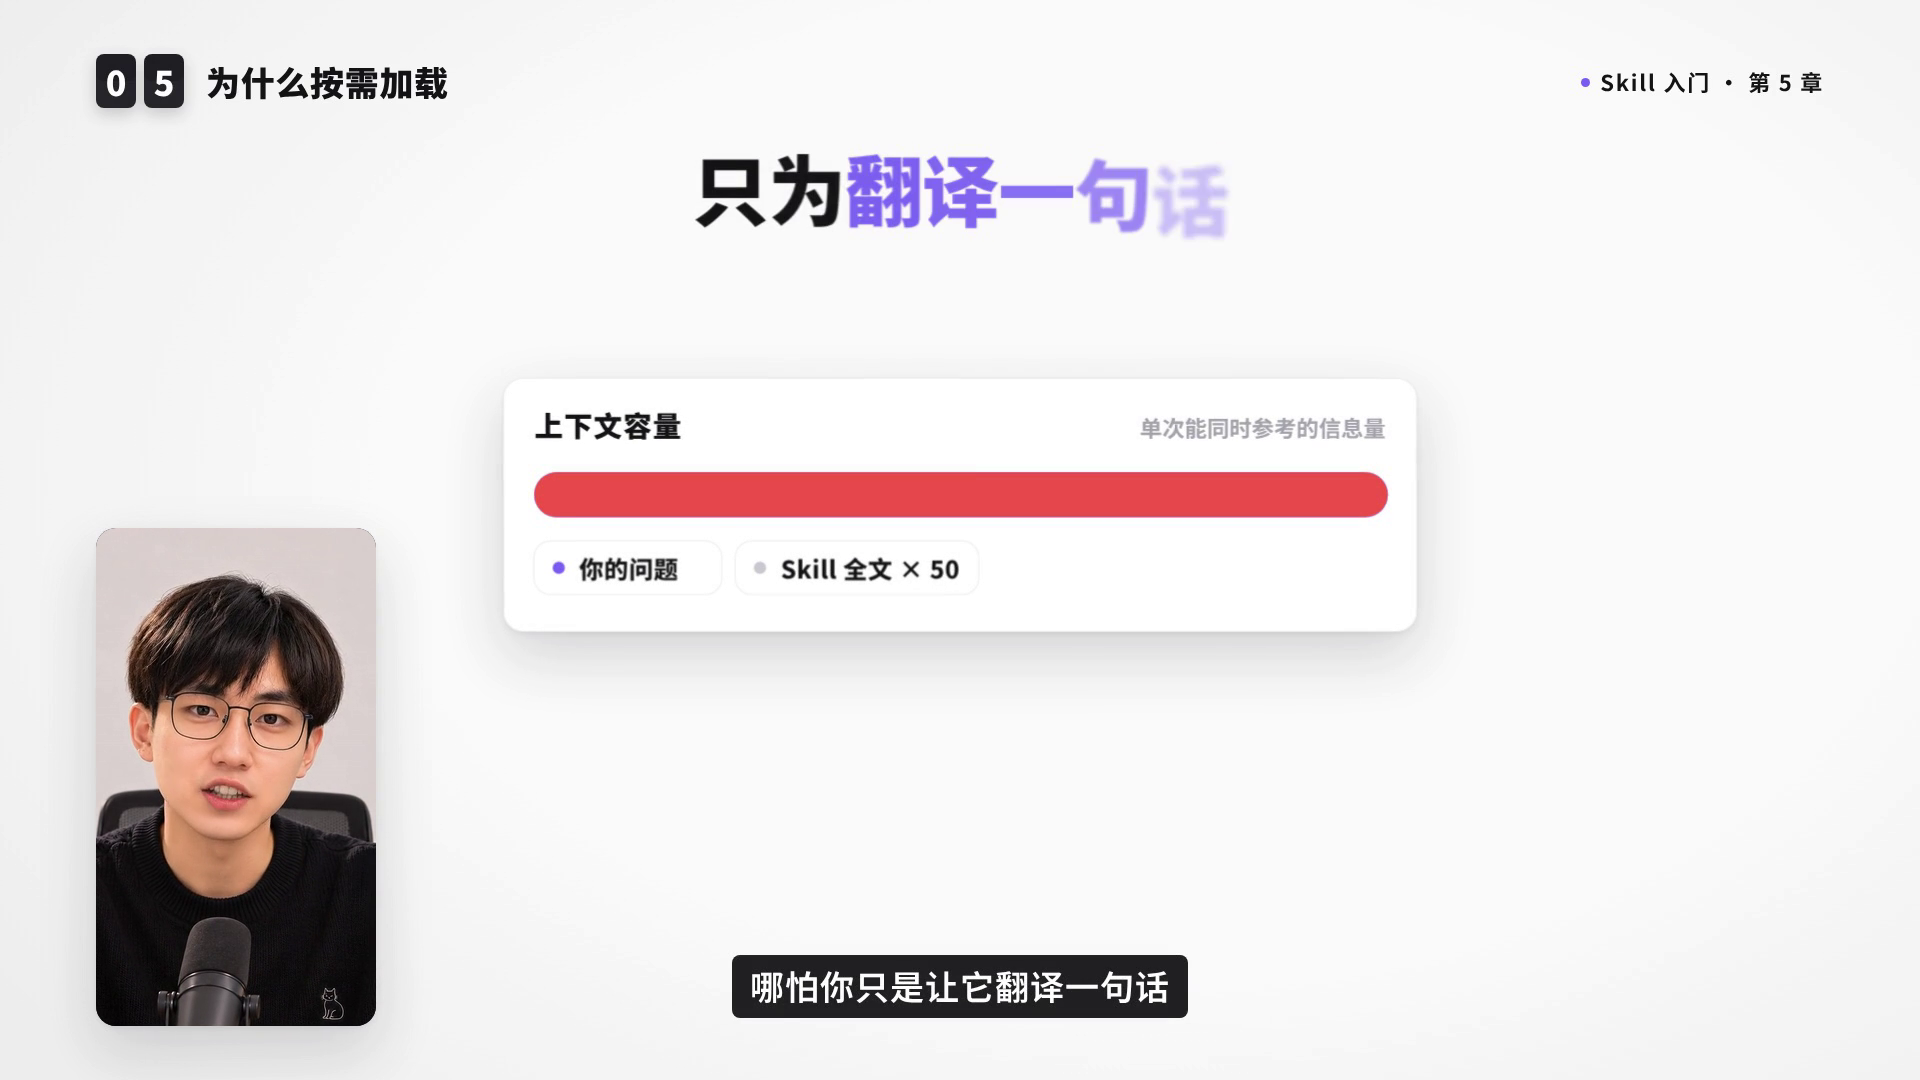 05 为什么按需加载
Skill 入门 · 第 5 章
只为翻译一句话
上下文容量
单次能同时参考的信息量
你的问题
Skill 全文 × 50
哪怕你只是让它翻译一句话